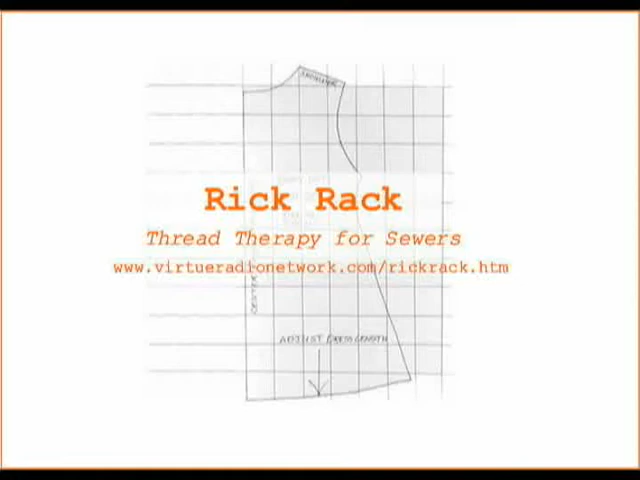 Rick Rack
Thread Therapy for Sewers
www.virtueradionetwork.com/rickrack.htm
CENTER
ADJUST DRESS LENGTH